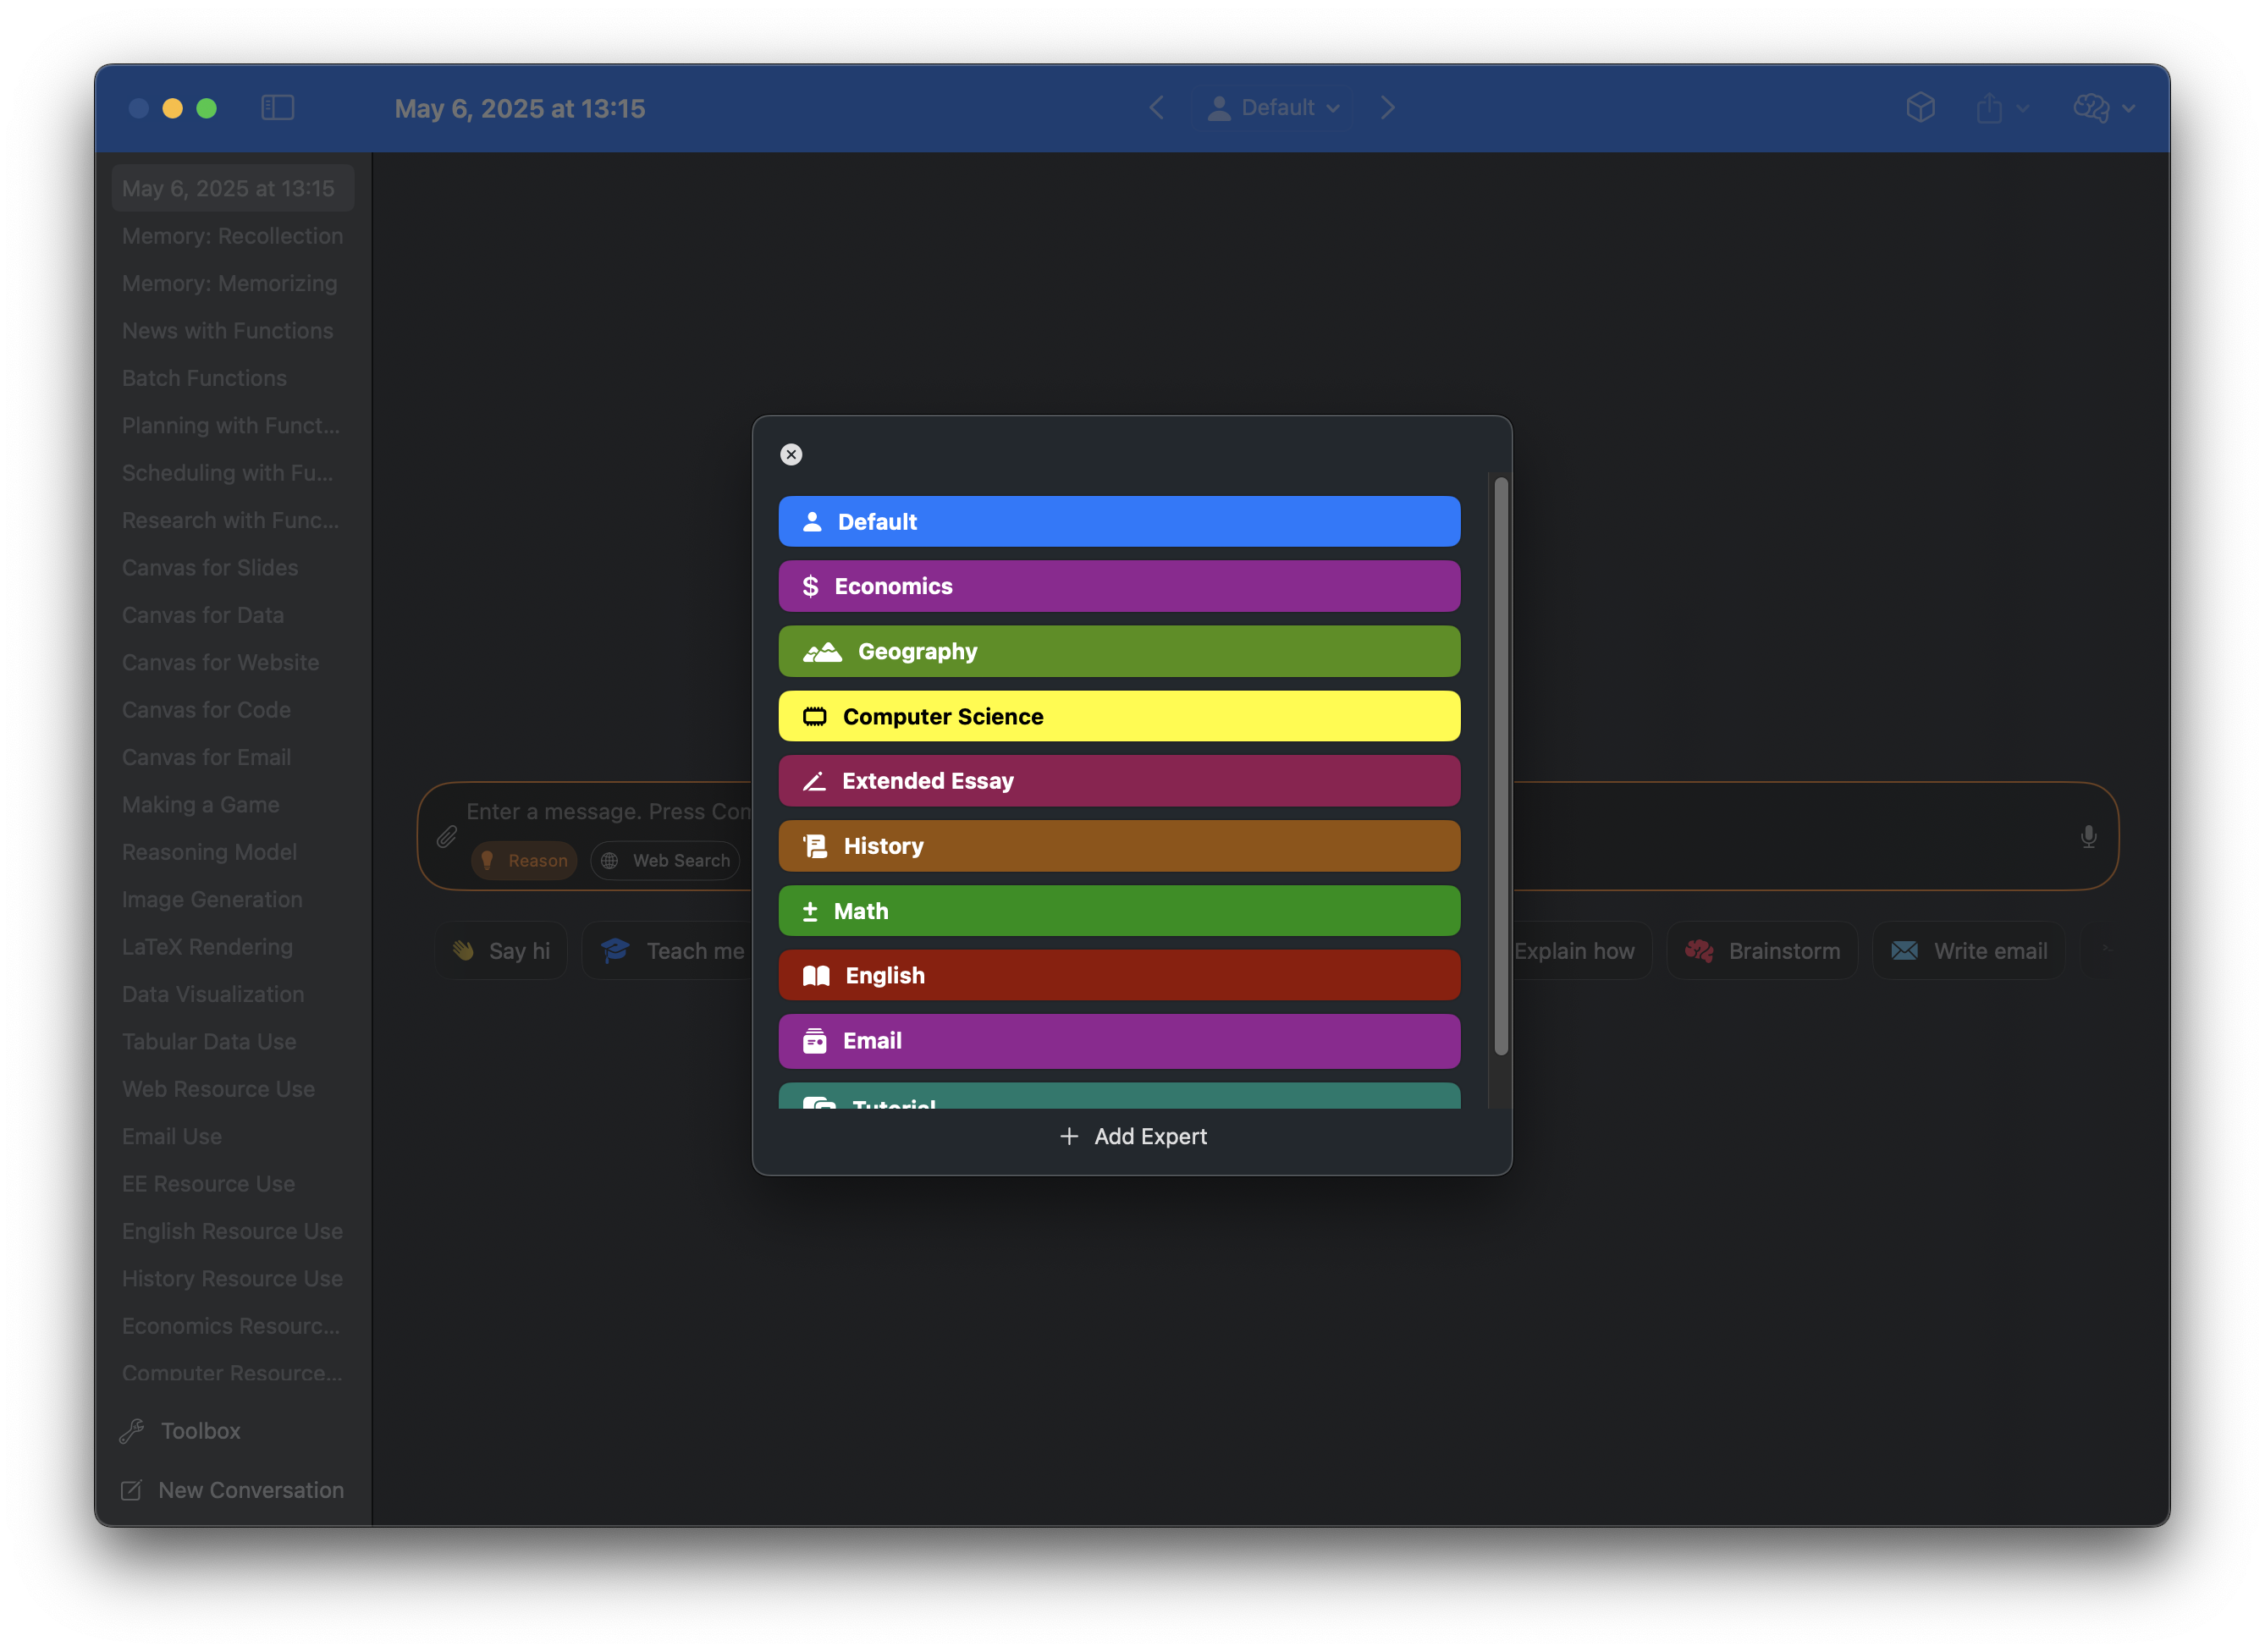 May 6, 2025 at 13:15
Default
May 6, 2025 at 13:15
Memory: Recollection
Memory: Memorizing
News with Functions
Batch Functions
Planning with Funct...
Scheduling with Fu...
Research with Func...
Canvas for Slides
Canvas for Data
Canvas for Website
Canvas for Code
Canvas for Email
Making a Game
Reasoning Model
Image Generation
LaTeX Rendering
Data Visualization
Tabular Data Use
Web Resource Use
Email Use
EE Resource Use
English Resource Use
History Resource Use
Economics Resourc...
Computer Resource...
Toolbox
New Conversation
Enter a message. Press Com
Reason
Web Search
Say hi
Teach me
Explain how
Brainstorm
Write email
Default
$ Economics
Geography
Computer Science
Extended Essay
History
± Math
English
Email
Tutorial
+ Add Expert